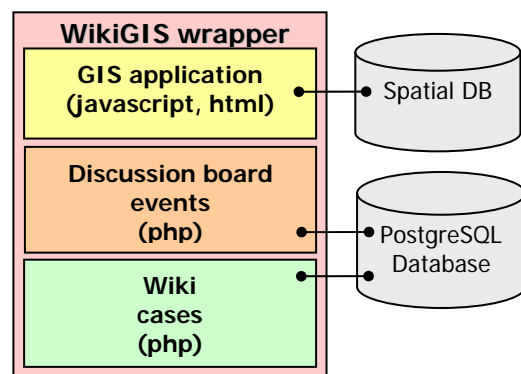 WikiGIS wrapper
GIS application
(javascript, html)
Spatial DB
Discussion board
events
(php)
PostgreSQL
Database
Wiki
cases
(php)